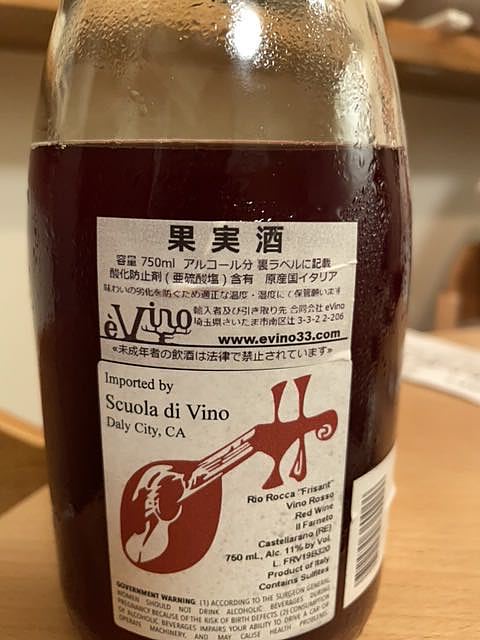 果実酒
容量 750ml アルコール分 裏ラベルに記載
酸化防止剤(亜硫酸塩)含有 原産国イタリア
味わいの劣化を防ぐため適正な温度・湿度にて保管願います
èVino
輸入者及び引き取り先 合同会社 eVino
埼玉県さいたま市南区辻 3-3-2 2-206
www.evino33.com
«未成年者の飲酒は法律で禁止されています»
Imported by
Scuola di Vino
Daly City, CA
Rio Rocca "Frisant"
Vino Rosso
Red Wine
Il Farneto
Castellarano (RE)
750 ml., Alc. 11% by Vol.
L. FRV19B320
Product of Italy
Contains Sulfites
GOVERNMENT WARNING: (1) ACCORDING TO THE SURGEON GENERAL,
WOMEN SHOULD NOT DRINK ALCOHOLIC BEVERAGES DURING
PREGNANCY BECAUSE OF THE RISK OF BIRTH DEFECTS. (2) CONSUMPTION
OF ALCOHOLIC BEVERAGES IMPAIRS YOUR ABILITY TO DRIVE A CAR OR
OPERATE MACHINERY, AND MAY CAUSE HEALTH PROBLEMS.